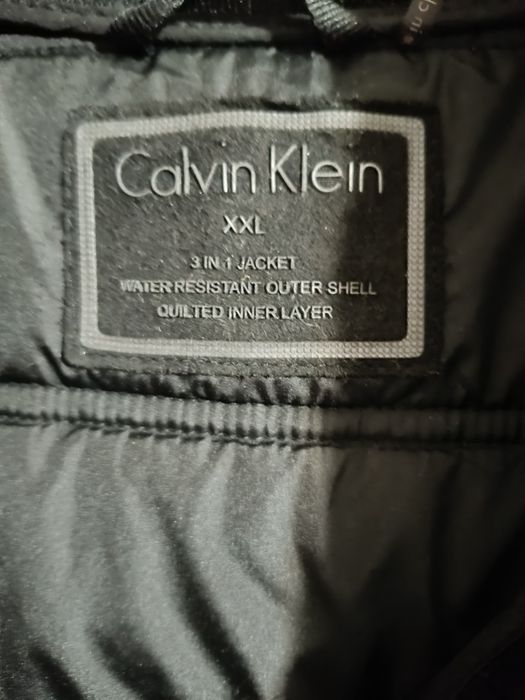 Calvin Klein
XXL
3 IN 1 JACKET
WATER RESISTANT OUTER SHELL
QUILTED INNER LAYER